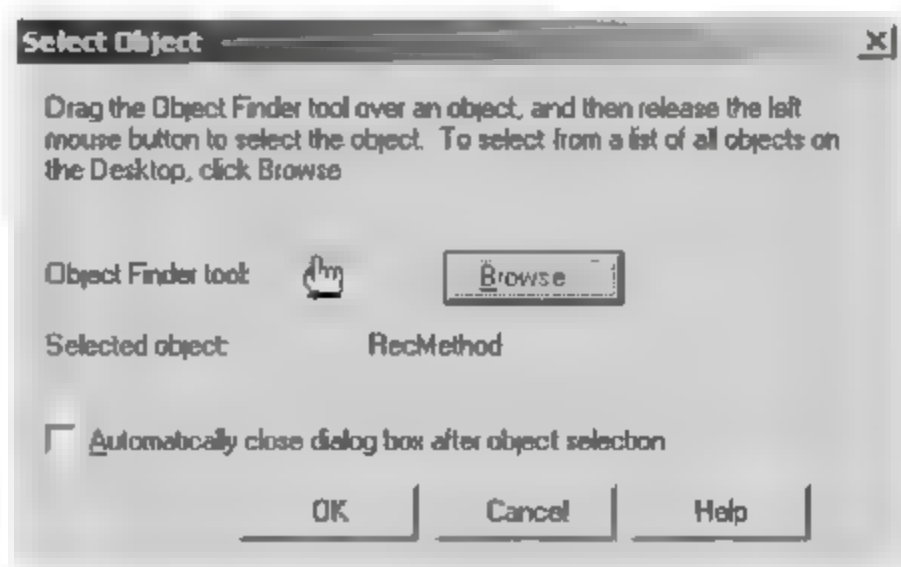 Select Object
Drag the Object Finder tool over an object, and then release the left
mouse button to select the object. To select from a list of all objects on
the Desktop, click Browse
Object Finder tool: Browse
Selected object: RecMethod
Automatically close dialog box after object selection
OK Cancel Help